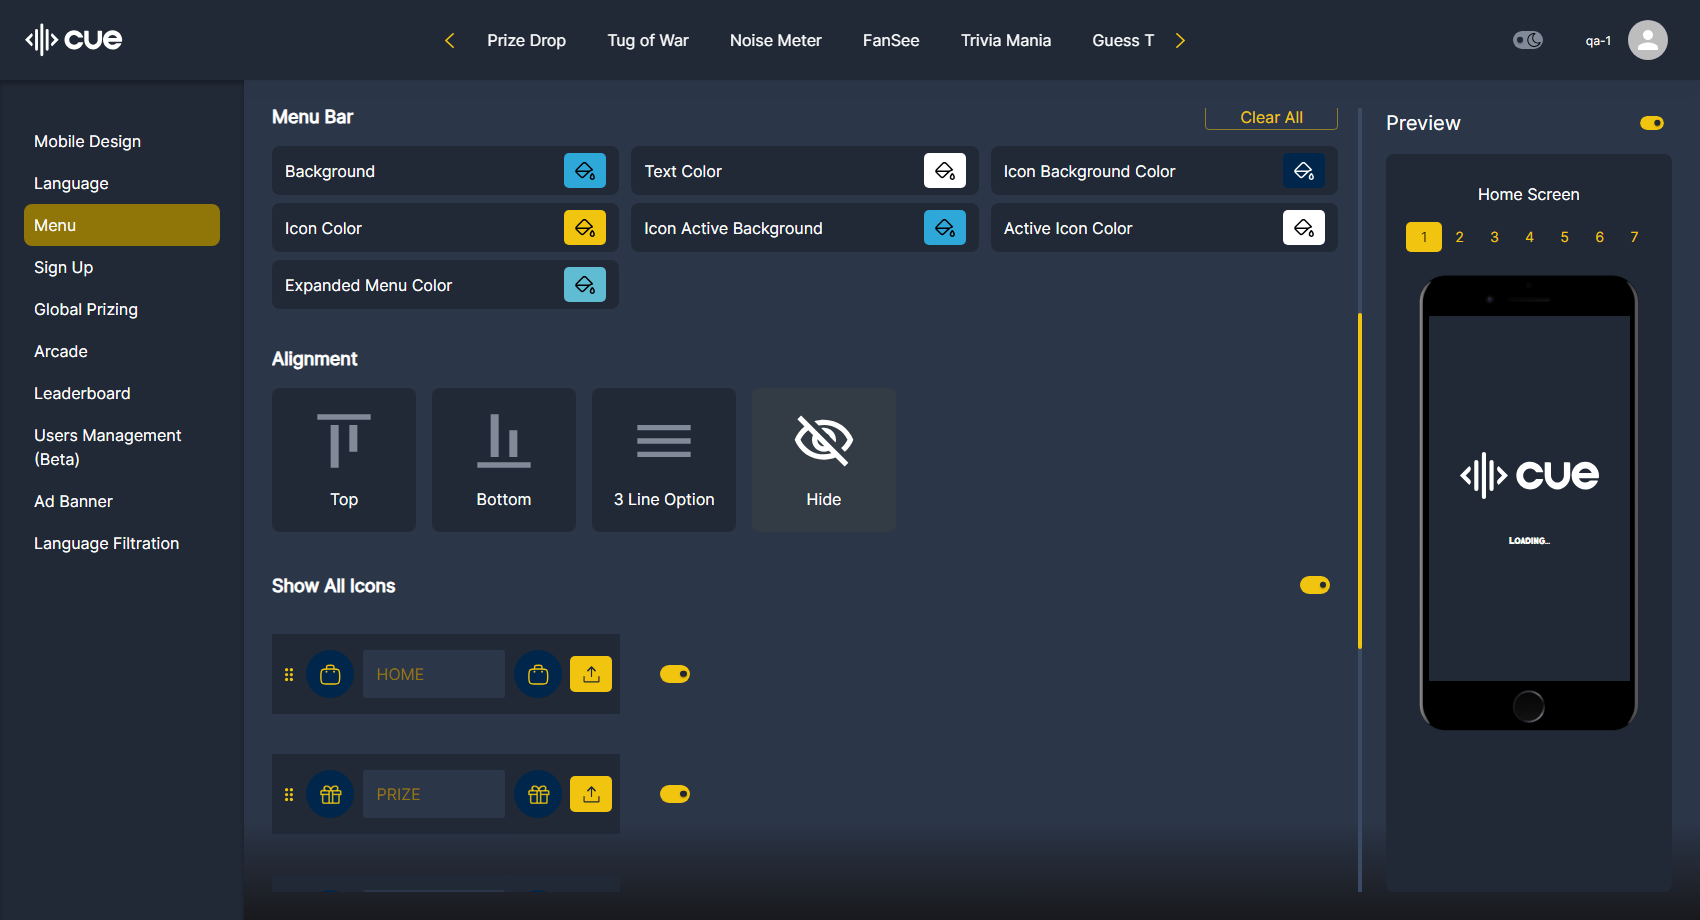 cue
Prize Drop
Tug of War
Noise Meter
FanSee
Trivia Mania
Guess T
qa-1
Mobile Design
Language
Menu
Sign Up
Global Prizing
Arcade
Leaderboard
Users Management
(Beta)
Ad Banner
Language Filtration
Menu Bar
Clear All
Background
Text Color
Icon Background Color
Icon Color
Icon Active Background
Active Icon Color
Expanded Menu Color
Alignment
Top
Bottom
3 Line Option
Hide
Show All Icons
HOME
PRIZE
Preview
Home Screen
1 2 3 4 5 6 7
cue
LOADING...